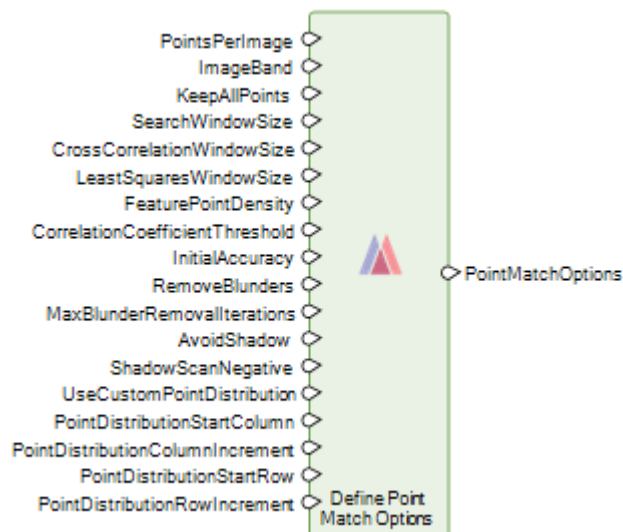 PointsPerImage
ImageBand
KeepAllPoints
SearchWindowSize
CrossCorrelationWindowSize
LeastSquaresWindowSize
FeaturePointDensity
CorrelationCoefficientThreshold
InitialAccuracy
RemoveBlunders
MaxBlunderRemovalIterations
AvoidShadow
ShadowScanNegative
UseCustomPointDistribution
PointDistributionStartColumn
PointDistributionColumnIncrement
PointDistributionStartRow
PointDistributionRowIncrement
PointMatchOptions
Define Point
Match Options